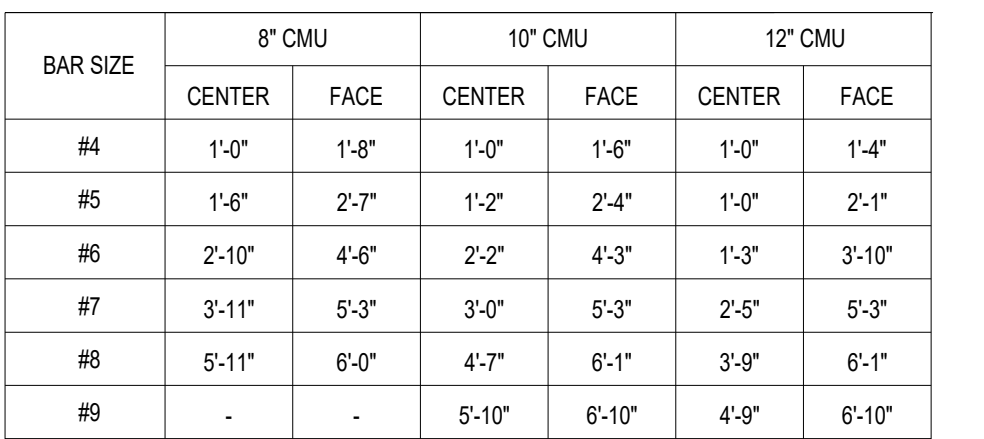 BAR SIZE 8" CMU 10" CMU 12" CMU
CENTER FACE CENTER FACE CENTER FACE
#4 1'-0" 1'-8" 1'-0" 1'-6" 1'-0" 1'-4"
#5 1'-6" 2'-7" 1'-2" 2'-4" 1'-0" 2'-1"
#6 2'-10" 4'-6" 2'-2" 4'-3" 1'-3" 3'-10"
#7 3'-11" 5'-3" 3'-0" 5'-3" 2'-5" 5'-3"
#8 5'-11" 6'-0" 4'-7" 6'-1" 3'-9" 6'-1"
#9 - - 5'-10" 6'-10" 4'-9" 6'-10"